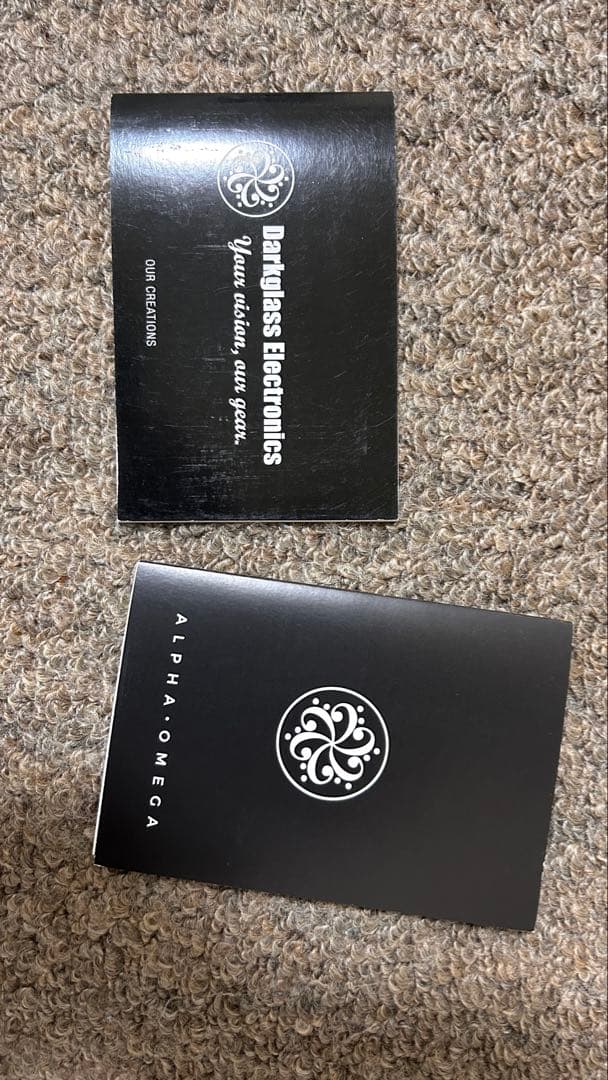 Darkglass Electronics
Your vision, our gear.
OUR CREATIONS
ALPHA·OMEGA